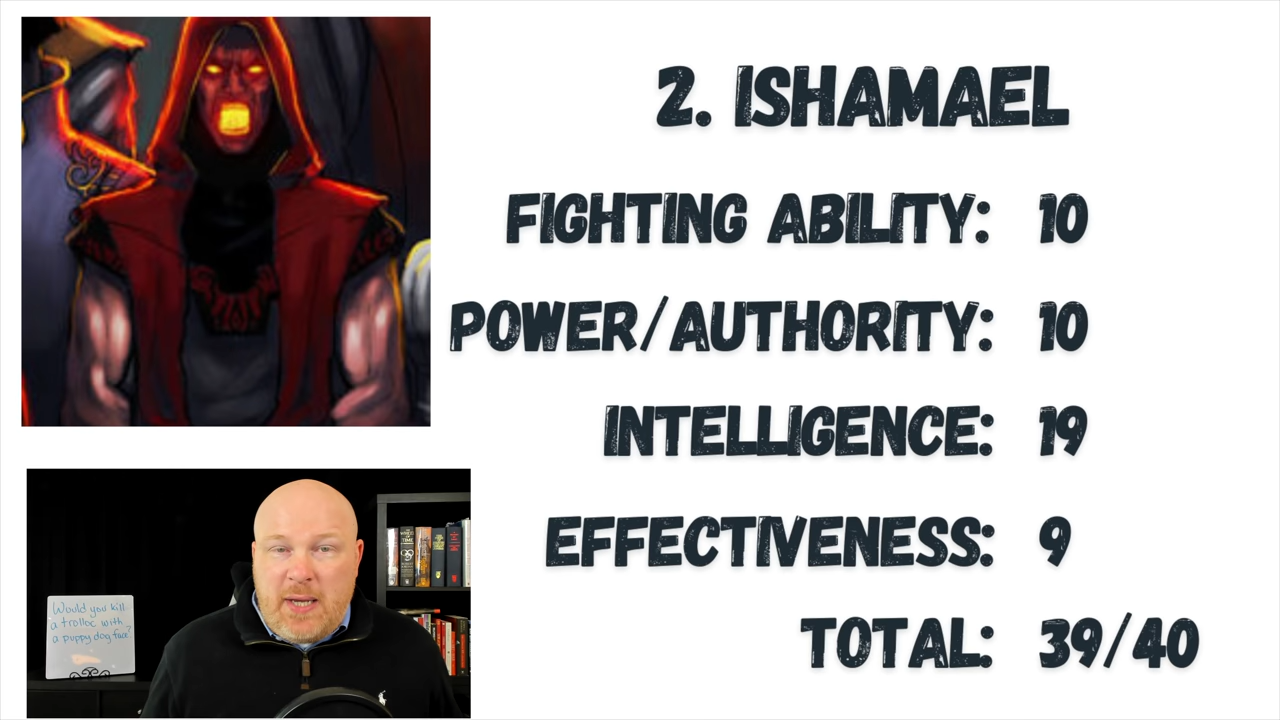 2. ISHAMAEL
FIGHTING ABILITY: 10
POWER/AUTHORITY: 10
INTELLIGENCE: 19
EFFECTIVENESS: 9
TOTAL: 39/40
Would you kill
a trolloc with
a puppy dog face?